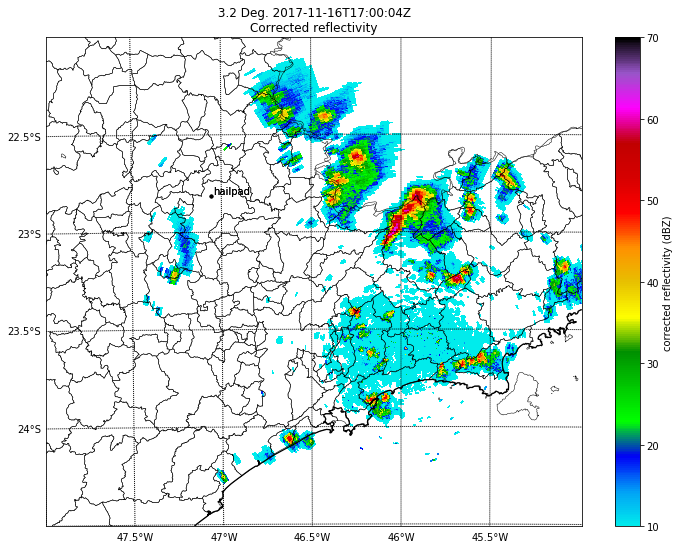 3.2 Deg. 2017-11-16T17:00:04Z
Corrected reflectivity
70
60
50
40
30
20
10
corrected reflectivity (dBZ)
22.5°S
23°S
23.5°S
24°S
hailpad
47.5°W
47°W
46.5°W
46°W
45.5°W